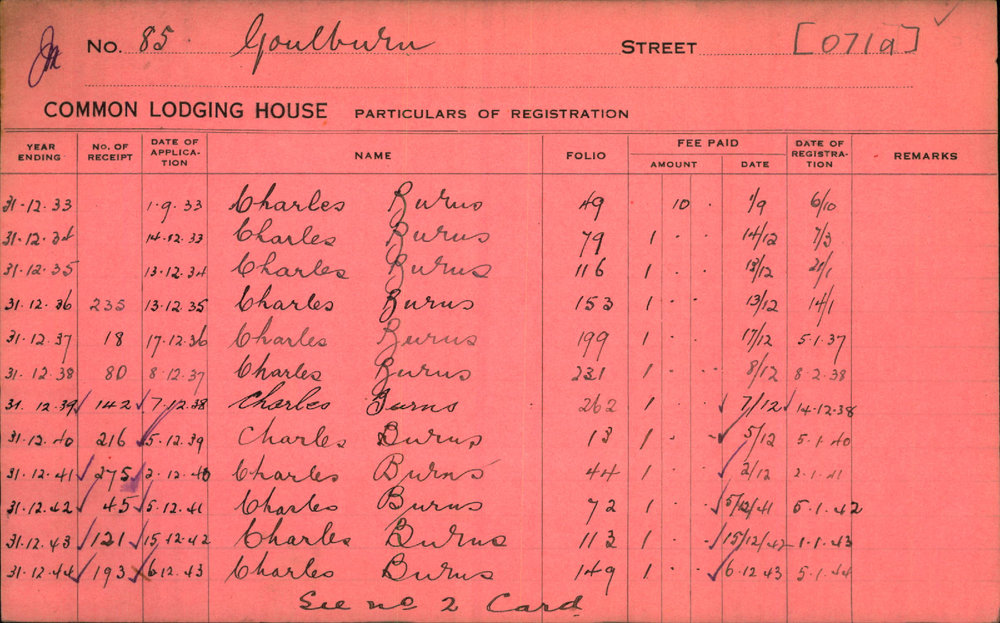 No. 85 Goulburn STREET [071a]
COMMON LODGING HOUSE PARTICULARS OF REGISTRATION
YEAR ENDING NO. OF RECEIPT DATE OF APPLICA-TION NAME FOLIO FEE PAID AMOUNT DATE DATE OF REGISTRA-TION REMARKS
31.12.33 1.9.33 Charles Burns 49 10 . 1/9 6/10
31.12.34 14.12.33 Charles Burns 79 1 . . 14/12 7/3
31.12.35 13.12.34 Charles Burns 116 1 . . 13/12 21/1
31.12.36 235 13.12.35 Charles Burns 153 1 . . 13/12 14/1
31.12.37 18 17.12.36 Charles Burns 199 1 . . 17/12 5.1.37
31.12.38 80 8.12.37 Charles Burns 231 1 . . 8/12 8.2.38
31.12.39 142 7.12.38 Charles Burns 262 1 . . 7/12 14.12.38
31.12.40 216 5.12.39 Charles Burns 13 1 . . 5/12 5.1.40
31.12.41 275 2.12.40 Charles Burns 44 1 . . 2/12 2.1.41
31.12.42 45 5.12.41 Charles Burns 72 1 . . 5/12/41 5.1.42
31.12.43 121 15.12.42 Charles Burns 113 1 . . 15/12/42 1.1.43
31.12.44 193 6.12.43 Charles Burns 149 1 . . 6.12.43 5.1.44
See no 2 Card